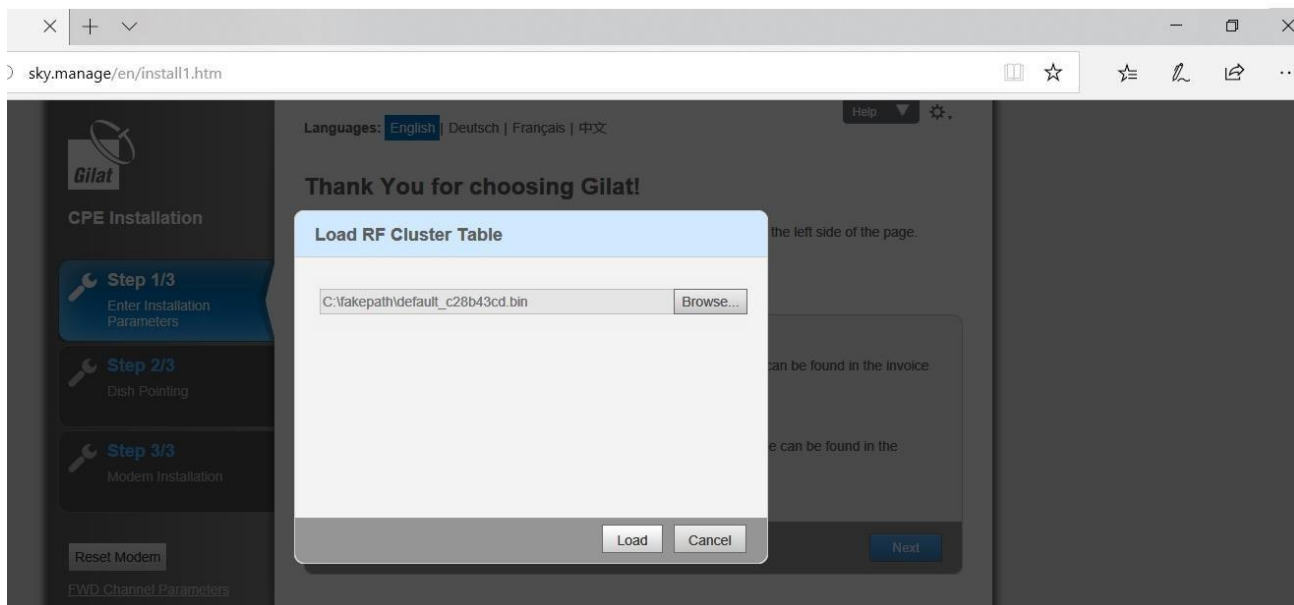 sky.manage/en/install1.htm
Gilat
CPE Installation
Step 1/3
Enter Installation
Parameters
Step 2/3
Dish Pointing
Step 3/3
Modem Installation
Reset Modem
FWD Channel Parameters
Languages: English | Deutsch | Français | 中文
Help
Thank You for choosing Gilat!
the left side of the page.
Load RF Cluster Table
C:\fakepath\default_c28b43cd.bin
Browse...
can be found in the invoice
e can be found in the
Load
Cancel
Next